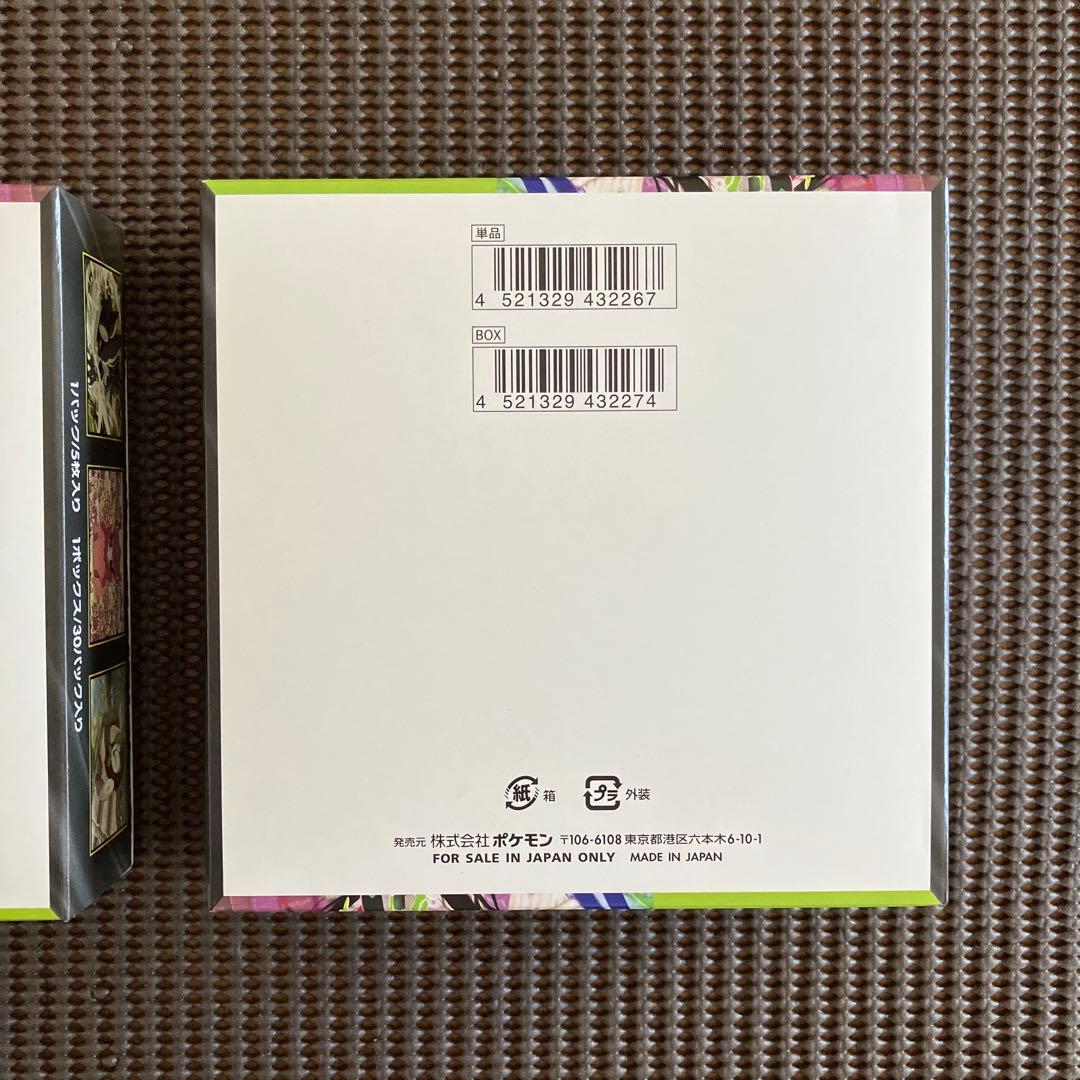 1パック/5枚入り 1ボックス/30パック入り
単品
4 521329 432267
BOX
4 521329 432274
紙 箱 プラ 外装
発売元 株式会社ポケモン 〒106-6108 東京都港区六本木6-10-1
FOR SALE IN JAPAN ONLY MADE IN JAPAN